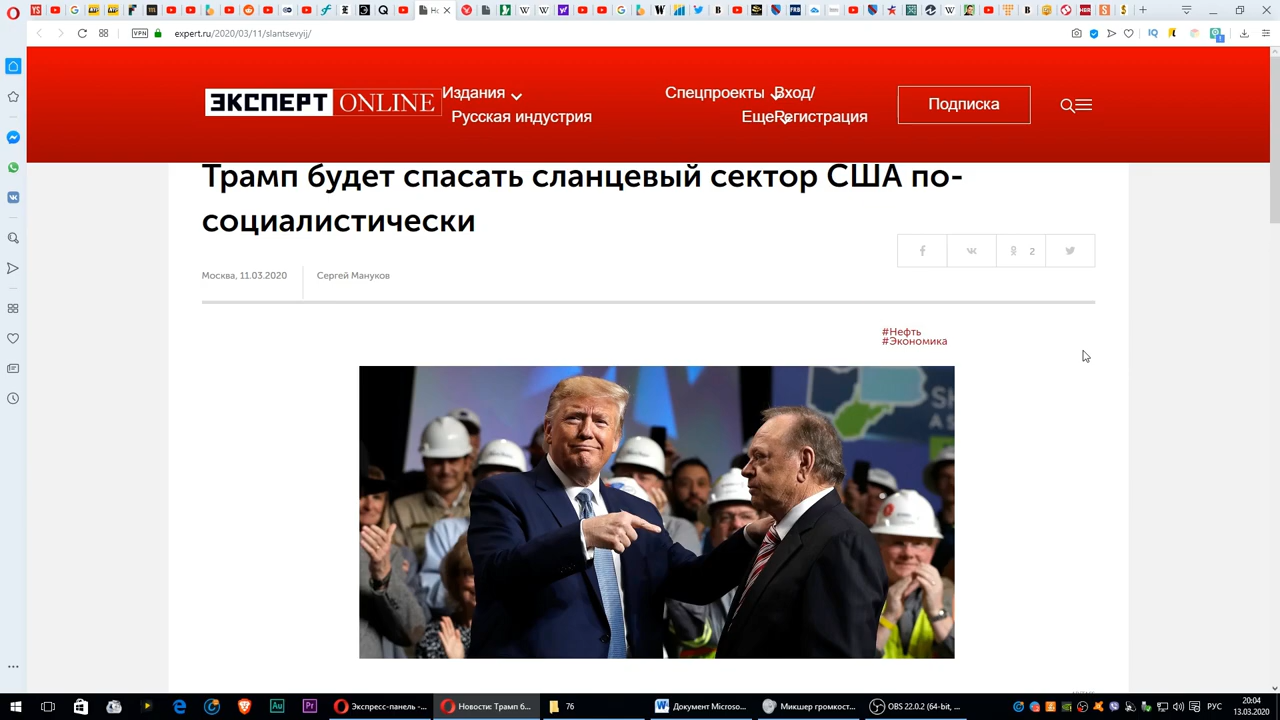 expert.ru/2020/03/11/slantsevyij/
VPN
ЭКСПЕРТ ONLINE
Издания
Русская индустрия
Спецпроекты
Еще
Вход/
Регистрация
Подписка
Трамп будет спасать сланцевый сектор США по-
социалистически
2
Москва, 11.03.2020
Сергей Мануков
#Нефть
#Экономика
Экспресс-панель -...
Новости: Трамп б...
76
Документ Microso...
Микшер громкост...
OBS 22.0.2 (64-bit, ...
РУС
20:04
13.03.2020